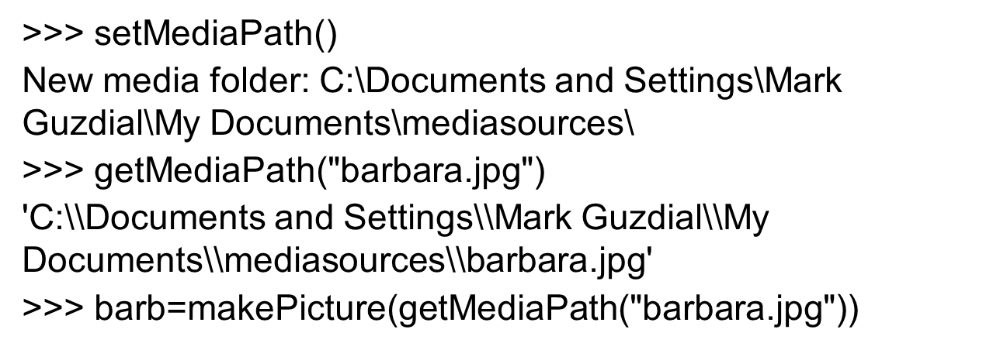 >>> setMediaPath()
New media folder: C:\Documents and Settings\Mark
Guzdial\My Documents\mediasources\
>>> getMediaPath("barbara.jpg")
'C:\\Documents and Settings\\Mark Guzdial\\My
Documents\\mediasources\\barbara.jpg'
>>> barb=makePicture(getMediaPath("barbara.jpg"))